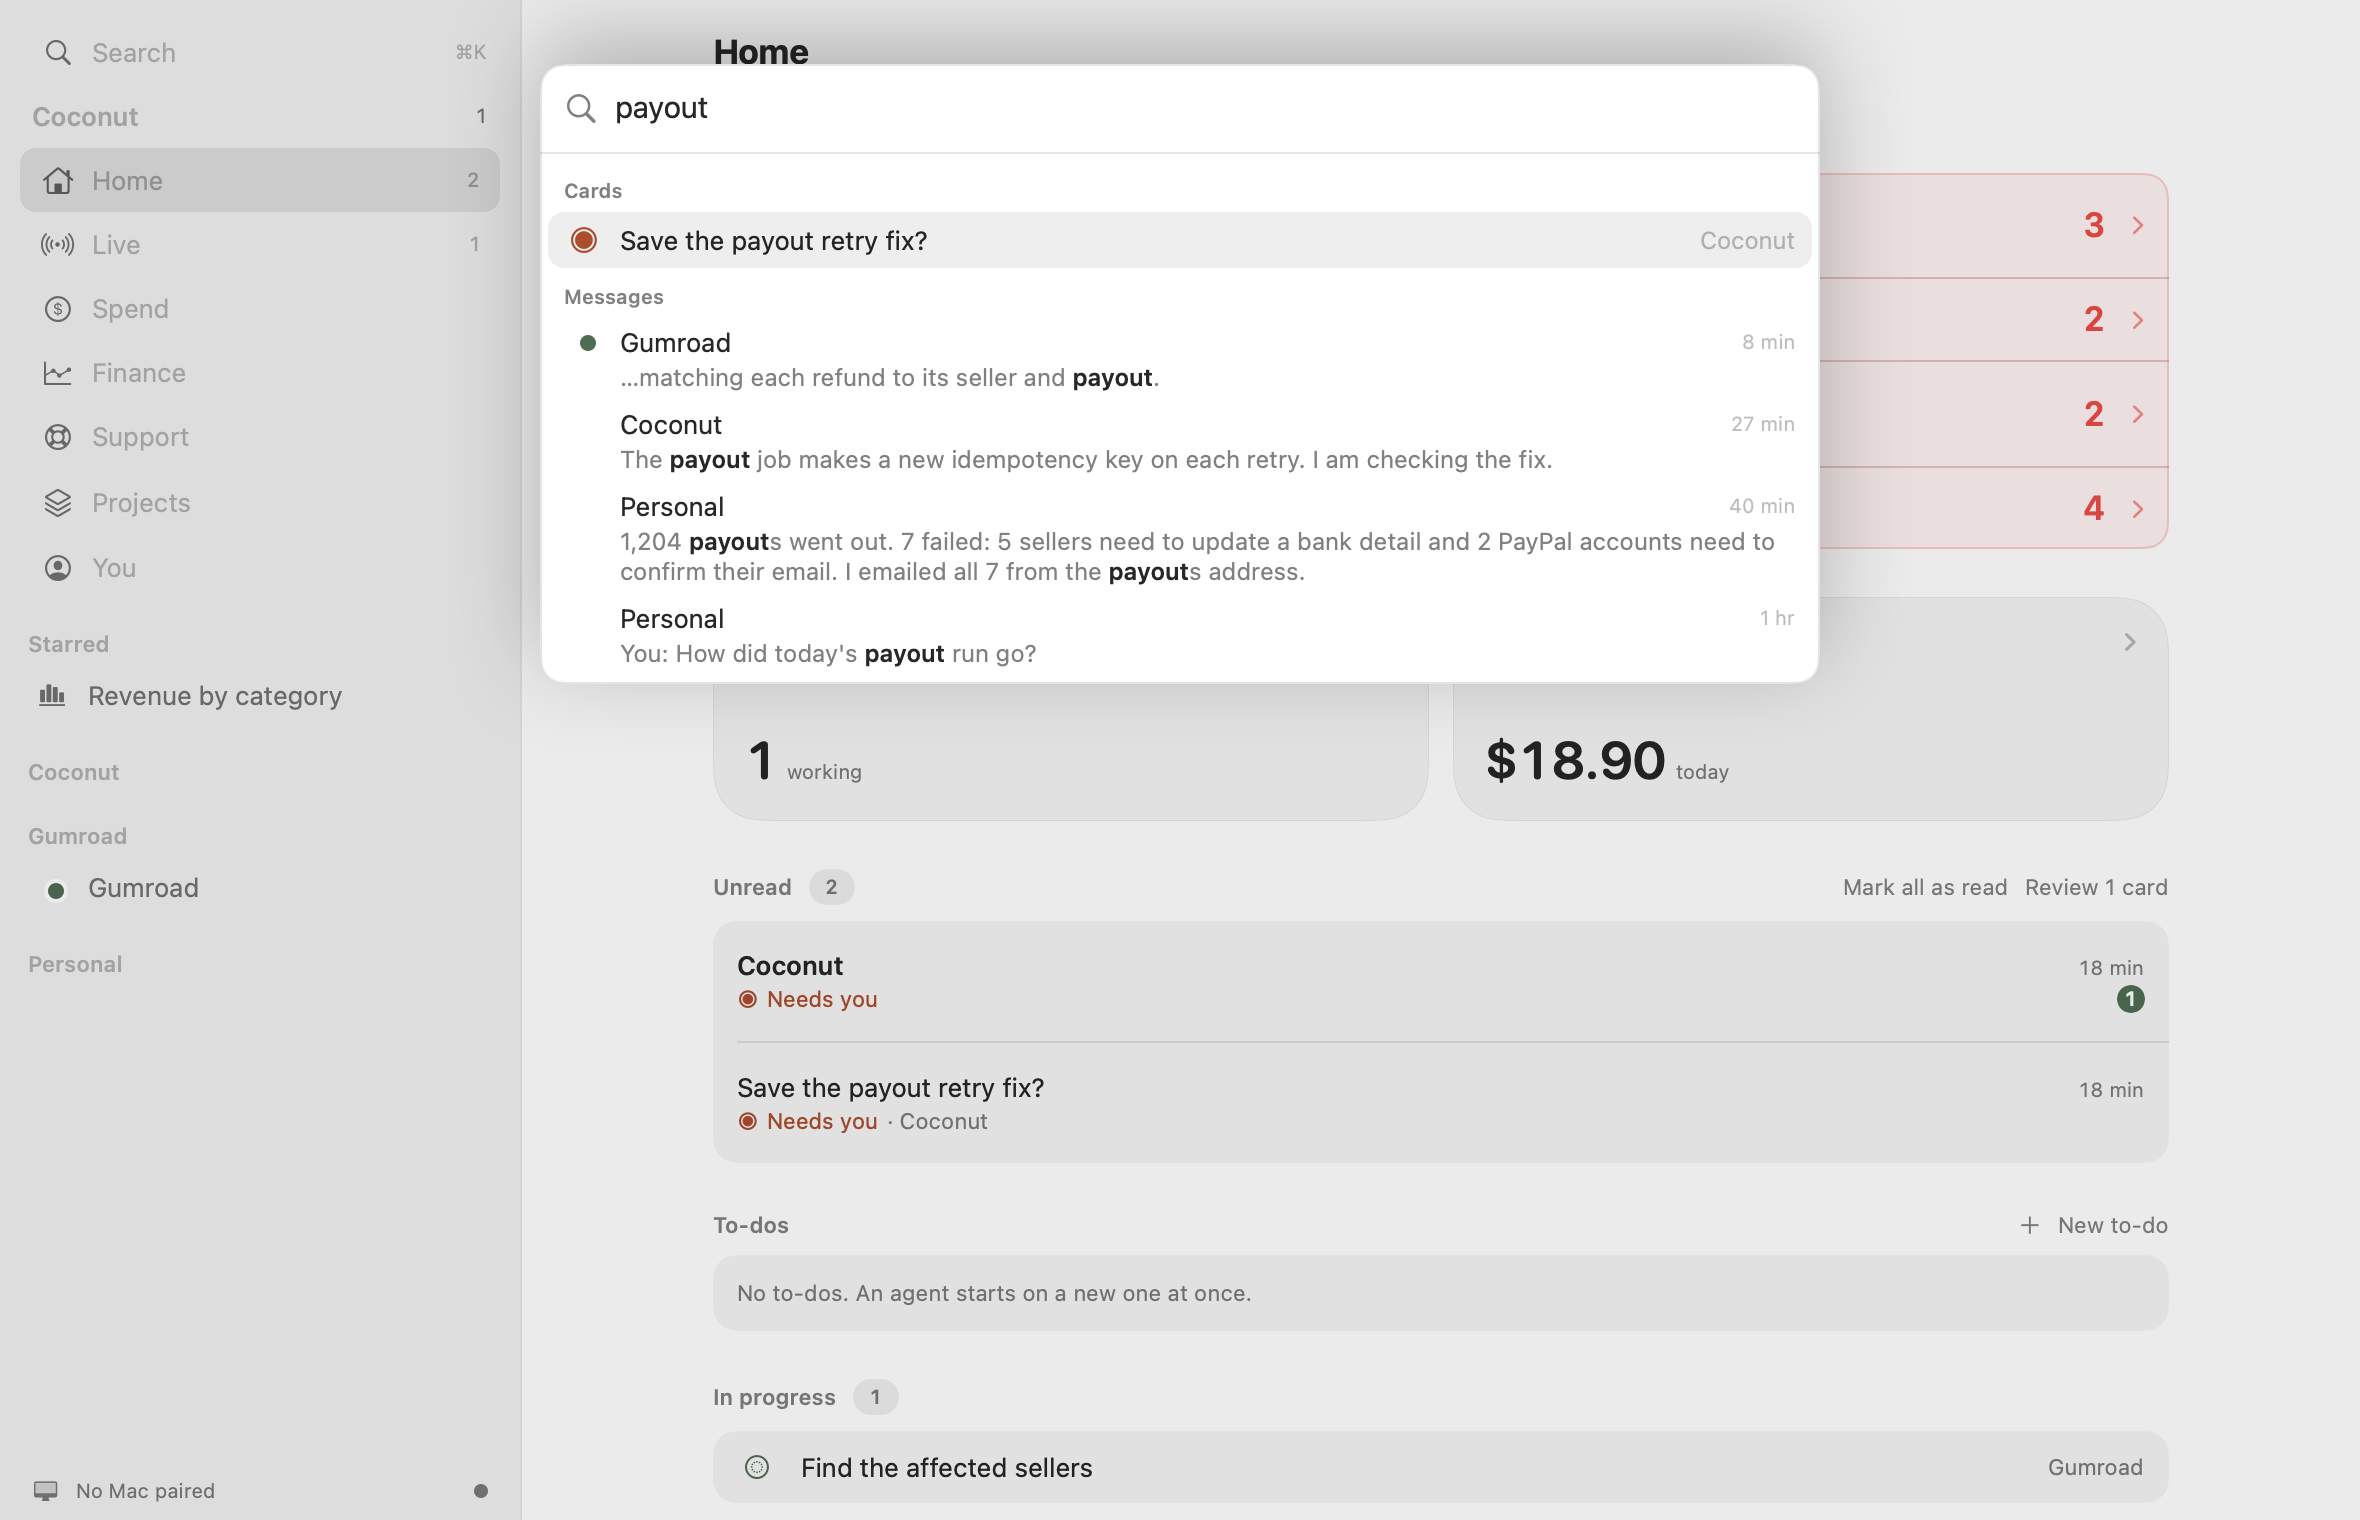 Search ⌘K
Coconut 1
Home 2
Live 1
Spend
Finance
Support
Projects
You
Starred
Revenue by category
Coconut
Gumroad
Gumroad
Personal
No Mac paired
Home
payout
Cards
Save the payout retry fix? Coconut
Messages
Gumroad 8 min
...matching each refund to its seller and payout.
Coconut 27 min
The payout job makes a new idempotency key on each retry. I am checking the fix.
Personal 40 min
1,204 payouts went out. 7 failed: 5 sellers need to update a bank detail and 2 PayPal accounts need to
confirm their email. I emailed all 7 from the payouts address.
Personal 1 hr
You: How did today's payout run go?
3
2
2
4
1 working
$18.90 today
Unread 2 Mark all as read Review 1 card
Coconut 18 min
Needs you 1
Save the payout retry fix? 18 min
Needs you · Coconut
To-dos + New to-do
No to-dos. An agent starts on a new one at once.
In progress 1
Find the affected sellers Gumroad